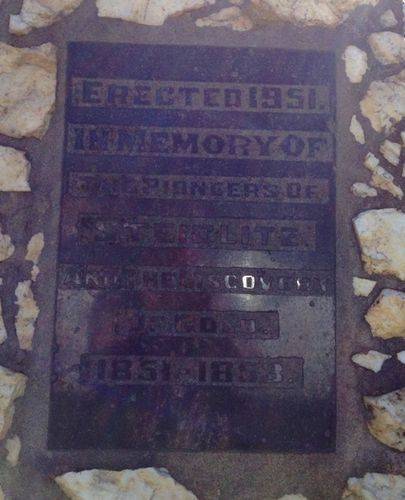 ERECTED 1951.
IN MEMORY OF
THE PIONEERS OF
STEIGLITZ.
AND THE DISCOVERY
OF GOLD.
1851-1853.